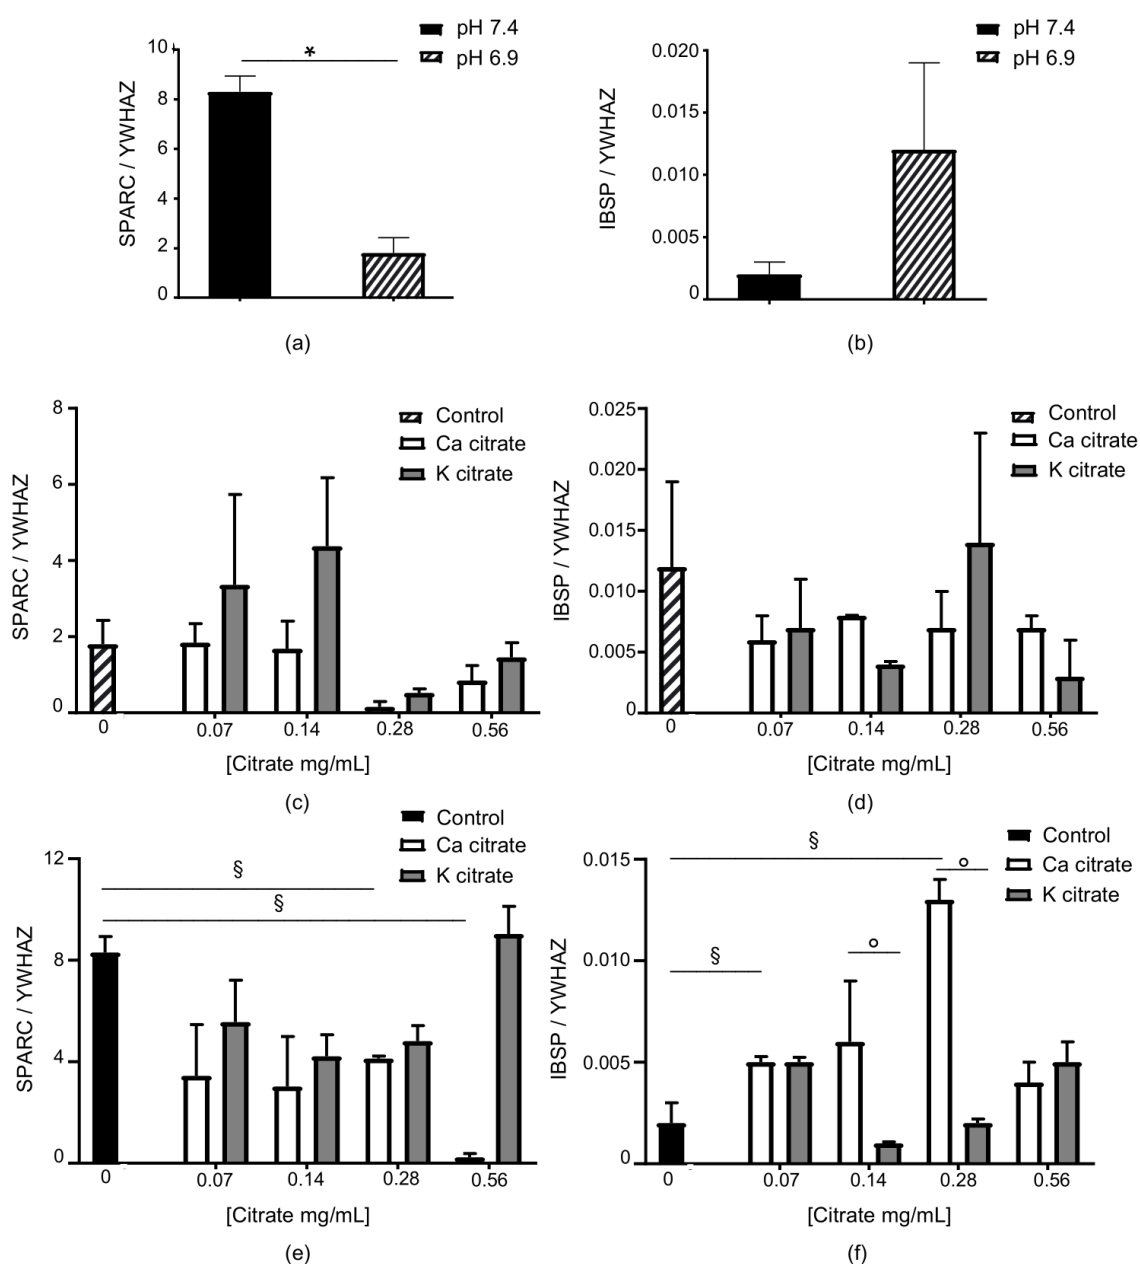 pH 7.4
pH 6.9
*
10
8
6
4
2
0
SPARC / YWHAZ
(a)
pH 7.4
pH 6.9
0.020
0.015
0.010
0.005
0
IBSP / YWHAZ
(b)
Control
Ca citrate
K citrate
8
6
4
2
0
SPARC / YWHAZ
0 0.07 0.14 0.28 0.56
[Citrate mg/mL]
(c)
Control
Ca citrate
K citrate
0.025
0.020
0.015
0.010
0.005
0
IBSP / YWHAZ
0 0.07 0.14 0.28 0.56
[Citrate mg/mL]
(d)
Control
Ca citrate
K citrate
§
§
12
8
4
0
SPARC / YWHAZ
0 0.07 0.14 0.28 0.56
[Citrate mg/mL]
(e)
Control
Ca citrate
K citrate
§
°
°
§
0.015
0.010
0.005
0
IBSP / YWHAZ
0 0.07 0.14 0.28 0.56
[Citrate mg/mL]
(f)